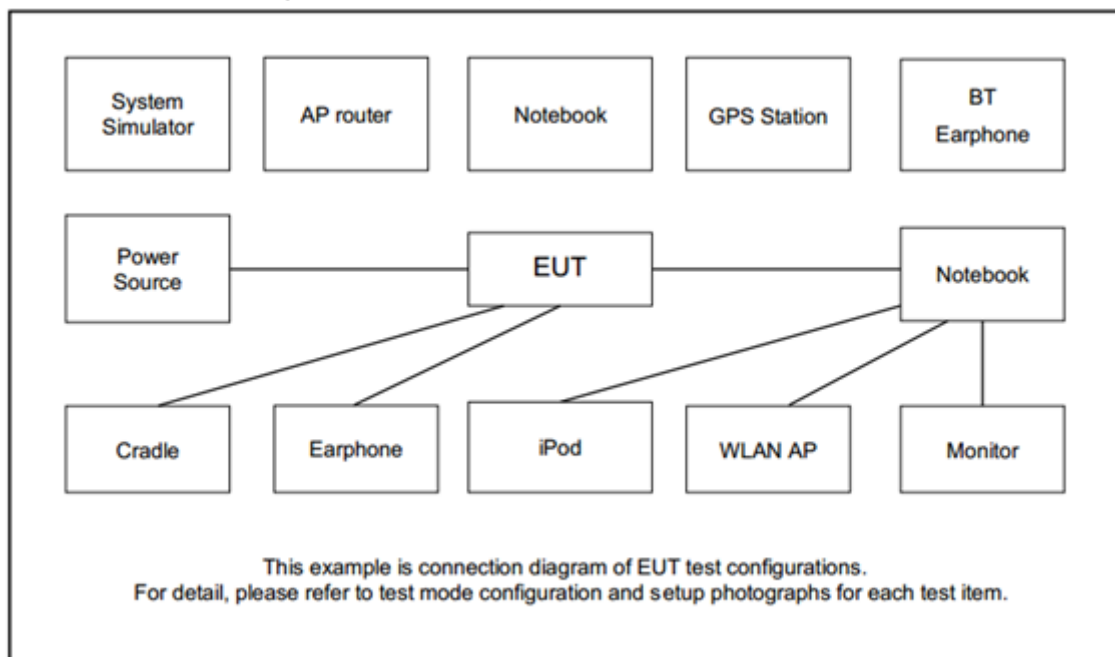 System
Simulator
AP router
Notebook
GPS Station
BT
Earphone
Power
Source
EUT
Notebook
Cradle
Earphone
iPod
WLAN AP
Monitor
This example is connection diagram of EUT test configurations.
For detail, please refer to test mode configuration and setup photographs for each test item.